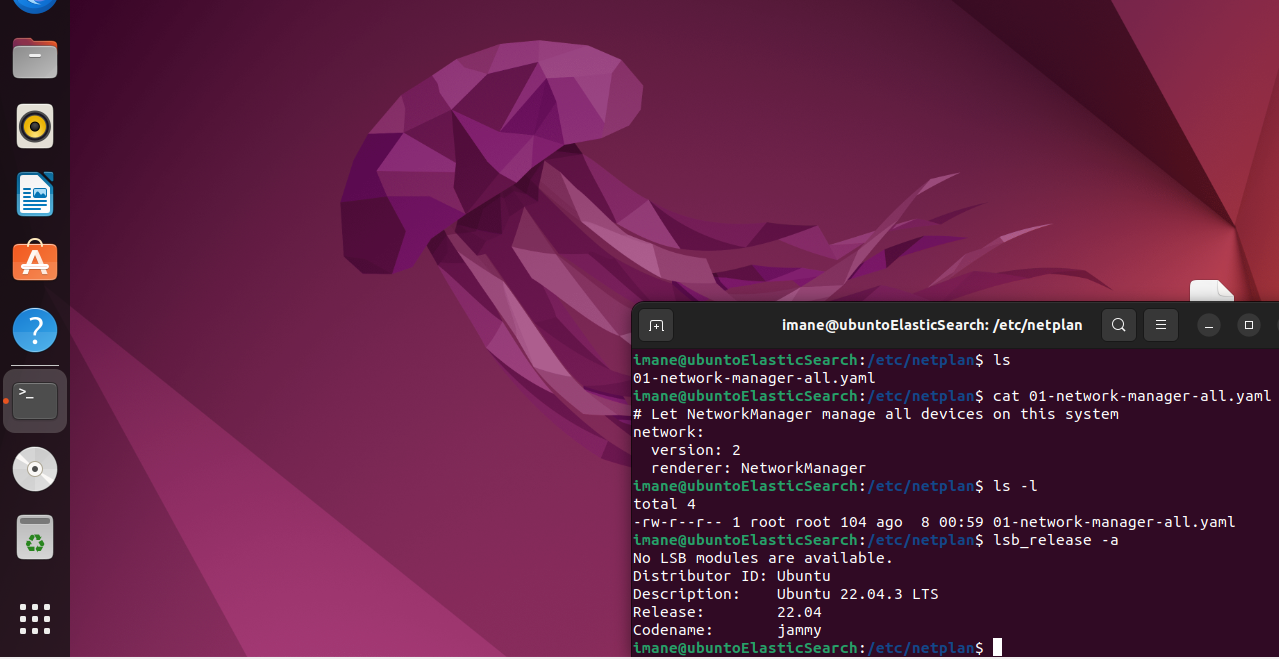 imane@ubuntoElasticSearch: /etc/netplan
imane@ubuntoElasticSearch:/etc/netplan$ ls
01-network-manager-all.yaml
imane@ubuntoElasticSearch:/etc/netplan$ cat 01-network-manager-all.yaml
# Let NetworkManager manage all devices on this system
network:
  version: 2
  renderer: NetworkManager
imane@ubuntoElasticSearch:/etc/netplan$ ls -l
total 4
-rw-r--r-- 1 root root 104 ago  8 00:59 01-network-manager-all.yaml
imane@ubuntoElasticSearch:/etc/netplan$ lsb_release -a
No LSB modules are available.
Distributor ID: Ubuntu
Description:    Ubuntu 22.04.3 LTS
Release:        22.04
Codename:       jammy
imane@ubuntoElasticSearch:/etc/netplan$